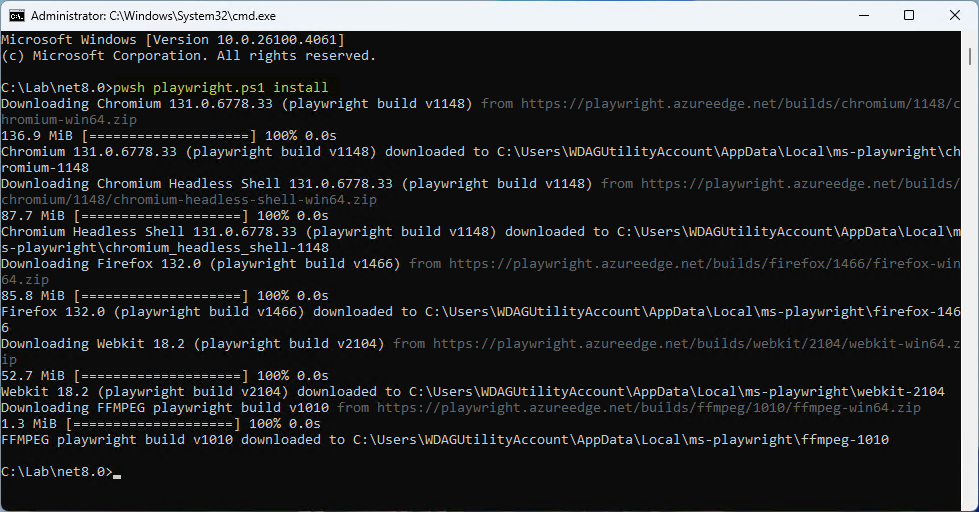 Administrator: C:\Windows\System32\cmd.exe
Microsoft Windows [Version 10.0.26100.4061]
(c) Microsoft Corporation. All rights reserved.
C:\Lab\net8.0>pwsh playwright.ps1 install
Downloading Chromium 131.0.6778.33 (playwright build v1148) from https://playwright.azureedge.net/builds/chromium/1148/c
hromium-win64.zip
136.9 MiB [====================] 100% 0.0s
Chromium 131.0.6778.33 (playwright build v1148) downloaded to C:\Users\WDAGUtilityAccount\AppData\Local\ms-playwright\ch
romium-1148
Downloading Chromium Headless Shell 131.0.6778.33 (playwright build v1148) from https://playwright.azureedge.net/builds/
chromium/1148/chromium-headless-shell-win64.zip
87.7 MiB [====================] 100% 0.0s
Chromium Headless Shell 131.0.6778.33 (playwright build v1148) downloaded to C:\Users\WDAGUtilityAccount\AppData\Local\m
s-playwright\chromium_headless_shell-1148
Downloading Firefox 132.0 (playwright build v1466) from https://playwright.azureedge.net/builds/firefox/1466/firefox-win
64.zip
85.8 MiB [====================] 100% 0.0s
Firefox 132.0 (playwright build v1466) downloaded to C:\Users\WDAGUtilityAccount\AppData\Local\ms-playwright\firefox-146
6
Downloading Webkit 18.2 (playwright build v2104) from https://playwright.azureedge.net/builds/webkit/2104/webkit-win64.z
ip
52.7 MiB [====================] 100% 0.0s
Webkit 18.2 (playwright build v2104) downloaded to C:\Users\WDAGUtilityAccount\AppData\Local\ms-playwright\webkit-2104
Downloading FFMPEG playwright build v1010 from https://playwright.azureedge.net/builds/ffmpeg/1010/ffmpeg-win64.zip
1.3 MiB [====================] 100% 0.0s
FFMPEG playwright build v1010 downloaded to C:\Users\WDAGUtilityAccount\AppData\Local\ms-playwright\ffmpeg-1010
C:\Lab\net8.0>